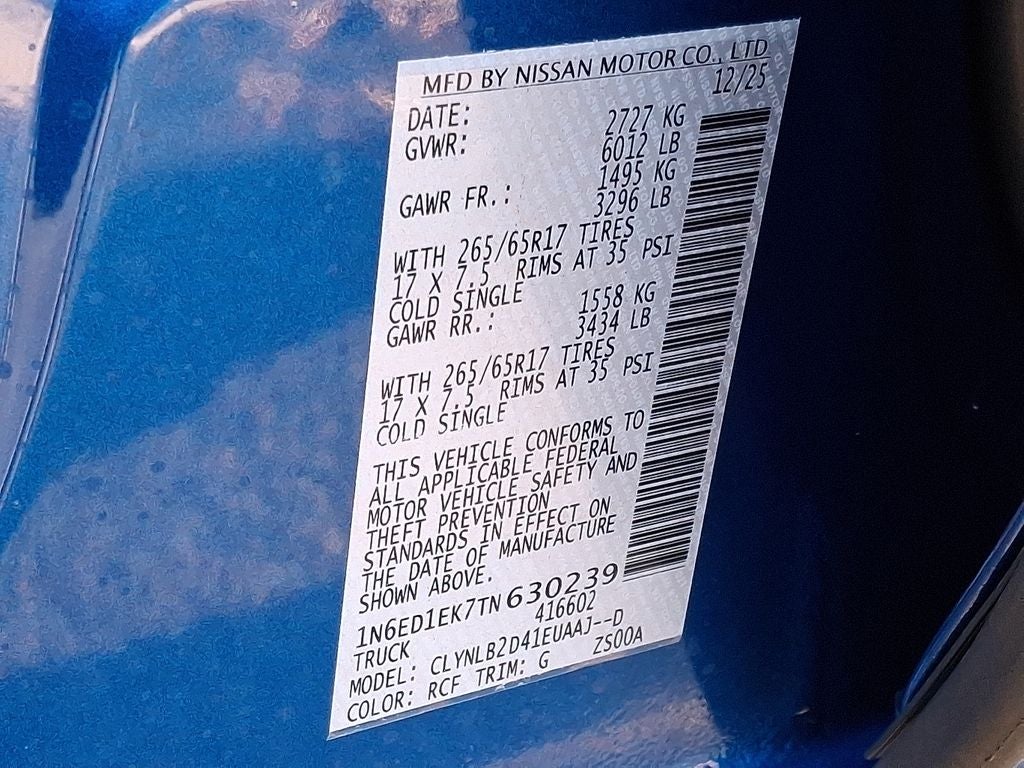 MFD BY NISSAN MOTOR CO., LTD
DATE: 12/25
GVWR: 2727 KG
6012 LB
GAWR FR.: 1495 KG
3296 LB
WITH 265/65R17 TIRES
17 X 7.5 RIMS AT 35 PSI
COLD SINGLE
GAWR RR.: 1558 KG
3434 LB
WITH 265/65R17 TIRES
17 X 7.5 RIMS AT 35 PSI
COLD SINGLE
THIS VEHICLE CONFORMS TO
ALL APPLICABLE FEDERAL
MOTOR VEHICLE SAFETY AND
THEFT PREVENTION
STANDARDS IN EFFECT ON
THE DATE OF MANUFACTURE
SHOWN ABOVE.
1N6ED1EK7TN630239
TRUCK 416602
MODEL: CLYNLB2D41EUAAJ--D
COLOR: RCF TRIM: G ZS00A